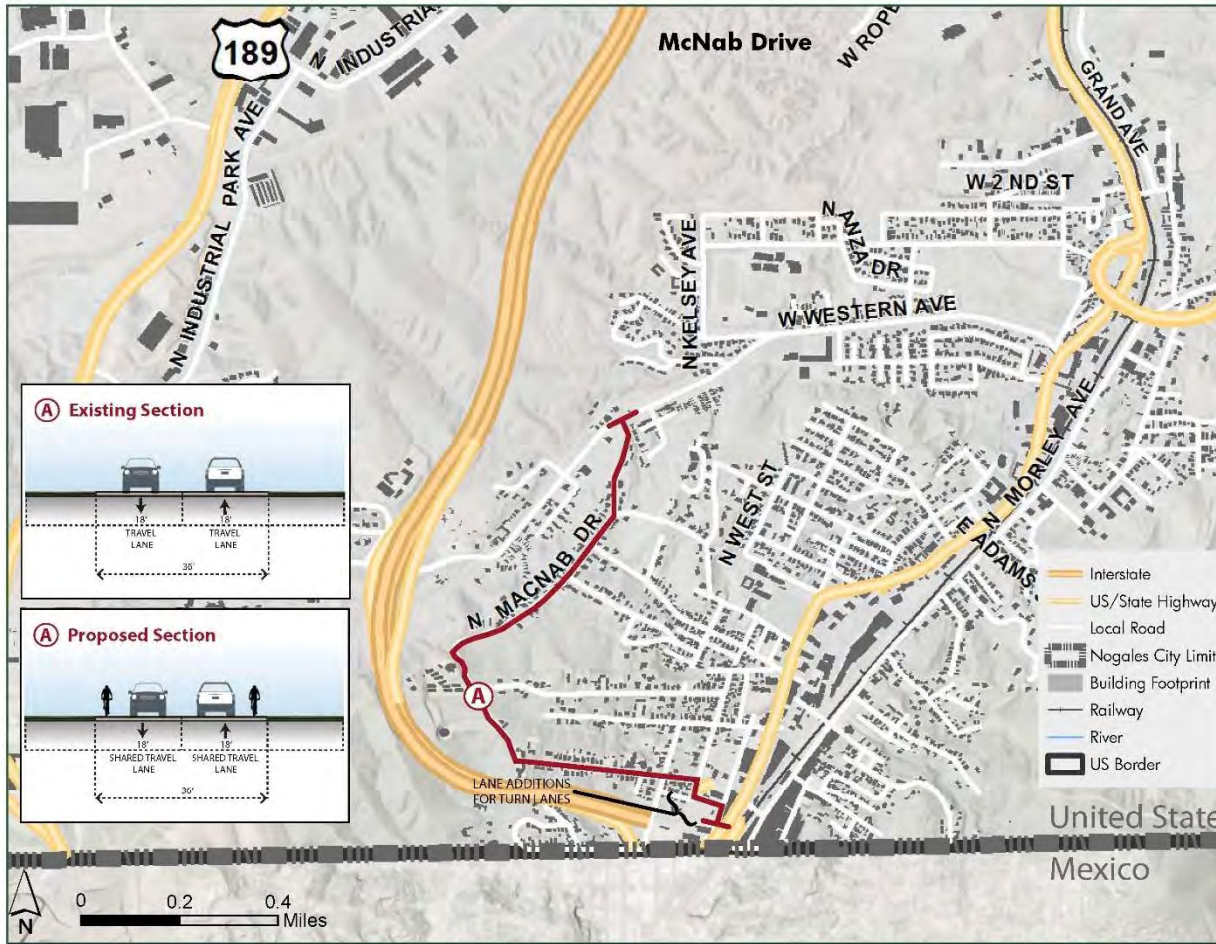 McNab Drive
189
N INDUSTRIAL
W ROPE
GRAND AVE
N INDUSTRIAL PARK AVE
W 2 ND ST
N ANZA DR
N KELSEY AVE
W WESTERN AVE
A Existing Section
18'
TRAVEL
LANE
18'
TRAVEL
LANE
36'
N MACNAB DR
N WEST ST
N MORLEY AVE
E ADAMS
A
A Proposed Section
18'
SHARED TRAVEL
LANE
18'
SHARED TRAVEL
LANE
36'
LANE ADDITIONS
FOR TURN LANES
Interstate
US/State Highway
Local Road
Nogales City Limit
Building Footprint
Railway
River
US Border
United State
Mexico
N
0 0.2 0.4
Miles